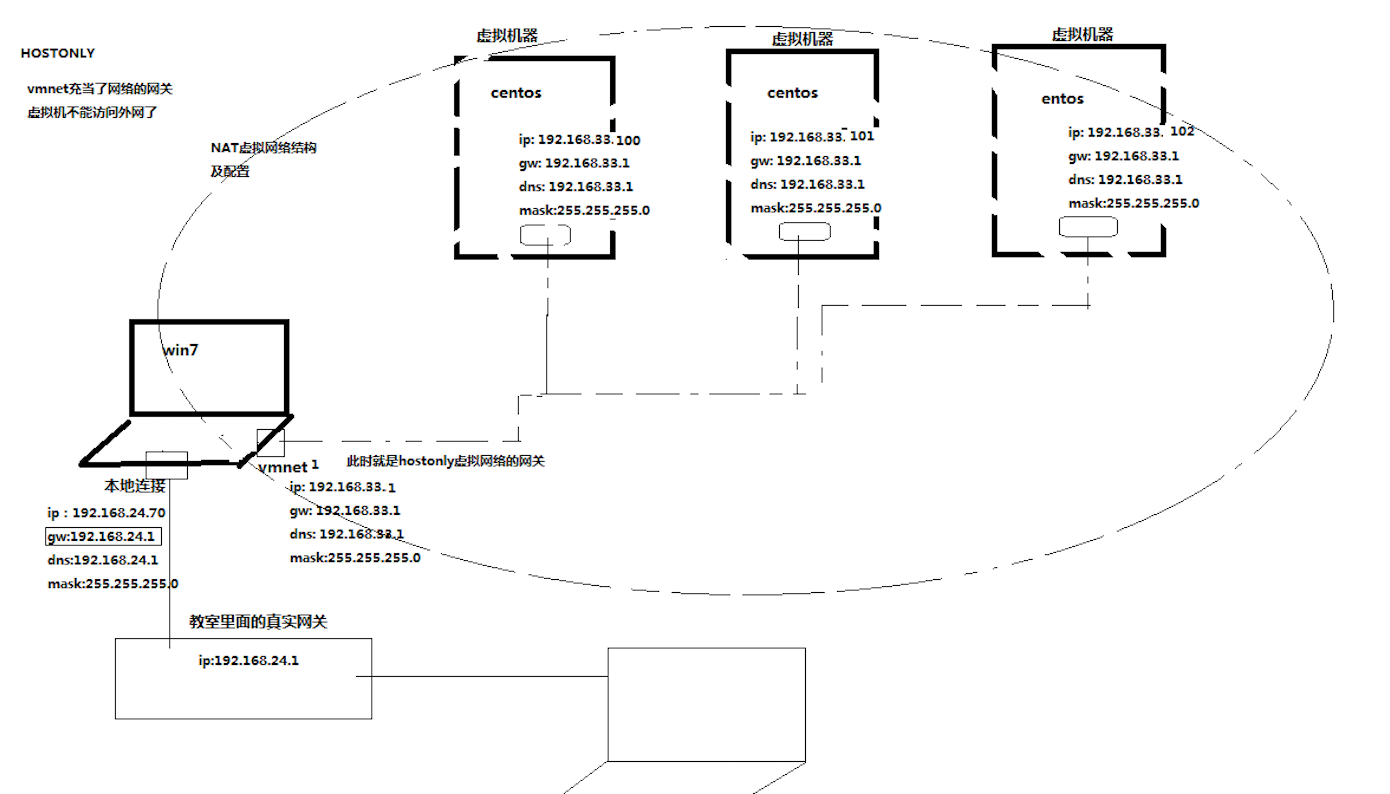 HOSTONLY
vmnet充当了网络的网关
虚拟机不能访问外网了
NAT虚拟网络结构
及配置
虚拟机器
centos
ip: 192.168.33.100
gw: 192.168.33.1
dns: 192.168.33.1
mask:255.255.255.0
虚拟机器
centos
ip: 192.168.33. 101
gw: 192.168.33.1
dns: 192.168.33.1
mask:255.255.255.0
虚拟机器
entos
ip: 192.168.33. 102
gw: 192.168.33.1
dns: 192.168.33.1
mask:255.255.255.0
win7
vmnet 1
此时就是hostonly虚拟网络的网关
ip: 192.168.33.1
gw: 192.168.33.1
dns: 192.168.33.1
mask:255.255.255.0
本地连接
ip：192.168.24.70
gw:192.168.24.1
dns:192.168.24.1
mask:255.255.255.0
教室里面的真实网关
ip:192.168.24.1